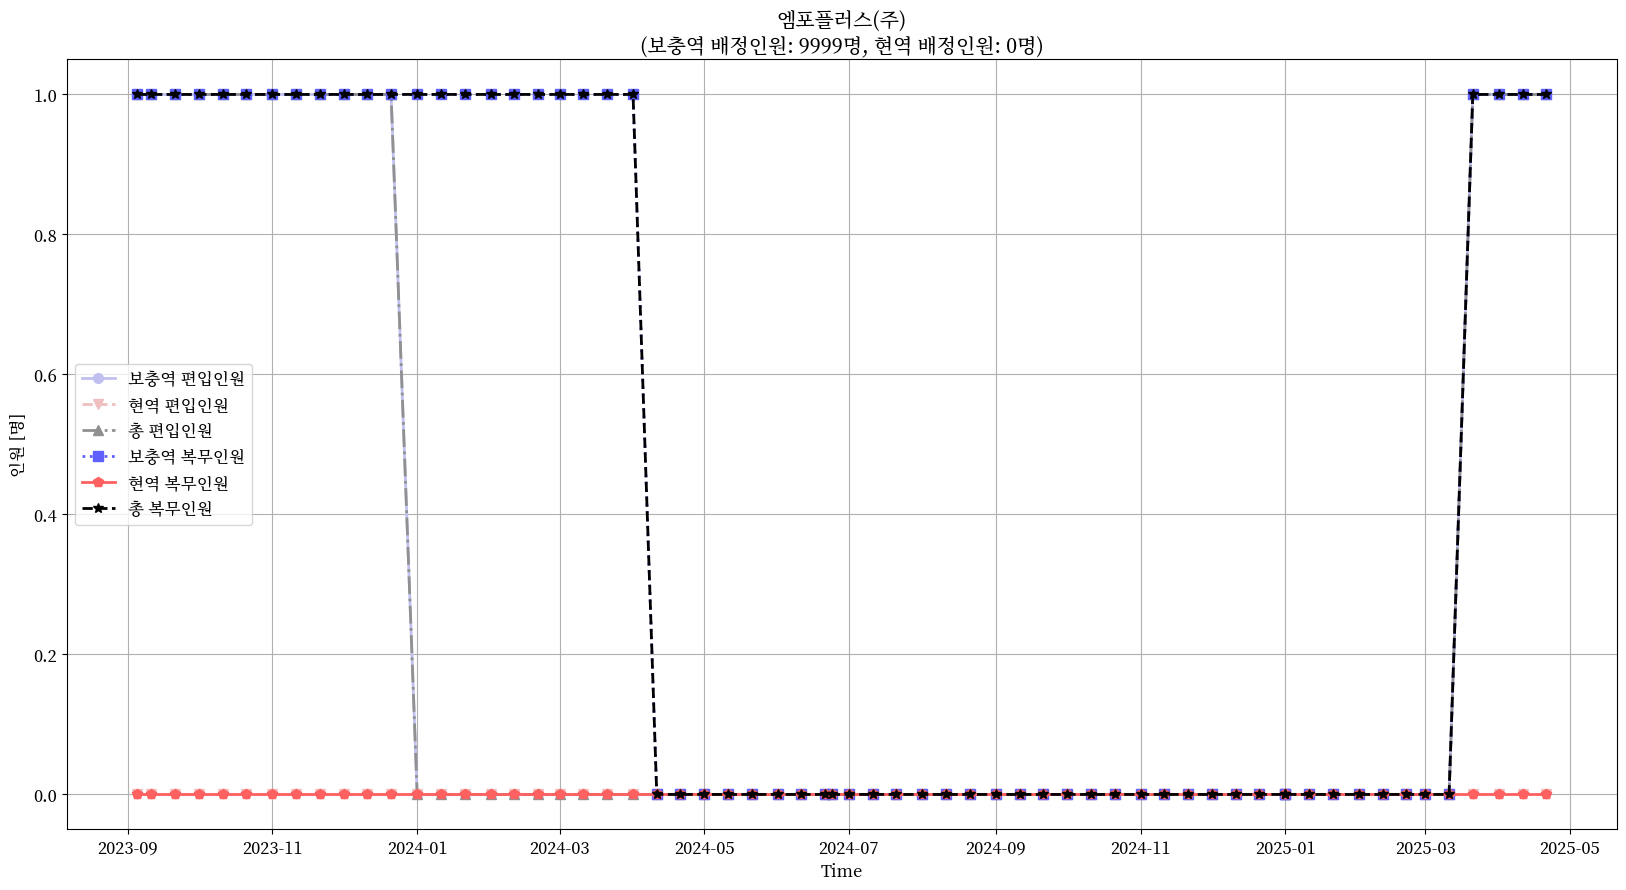 엠포플러스(주)
(보충역 배정인원: 9999명, 현역 배정인원: 0명)
1.0
0.8
0.6
0.4
0.2
0.0
인원 [명]
보충역 편입인원
현역 편입인원
총 편입인원
보충역 복무인원
현역 복무인원
총 복무인원
2023-09
2023-11
2024-01
2024-03
2024-05
2024-07
2024-09
2024-11
2025-01
2025-03
2025-05
Time